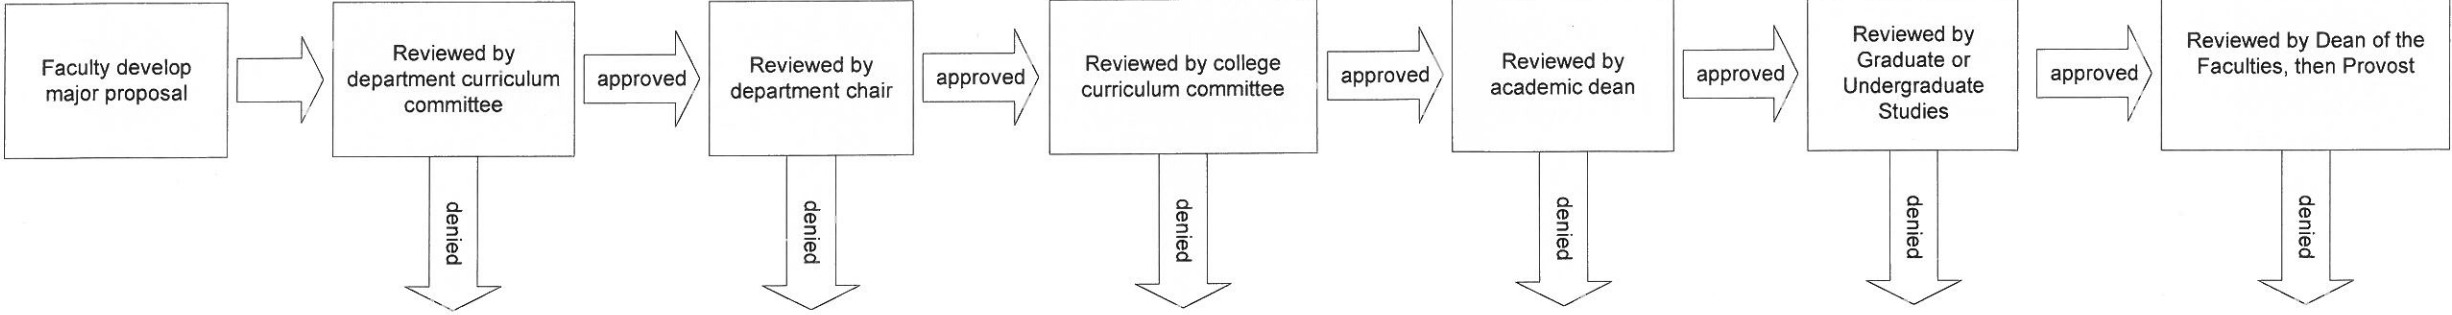 Faculty develop
major proposal
Reviewed by
department curriculum
committee
approved
Reviewed by
department chair
approved
Reviewed by college
curriculum committee
approved
Reviewed by
academic dean
approved
Reviewed by
Graduate or
Undergraduate
Studies
approved
Reviewed by Dean of the
Faculties, then Provost
denied
denied
denied
denied
denied
denied